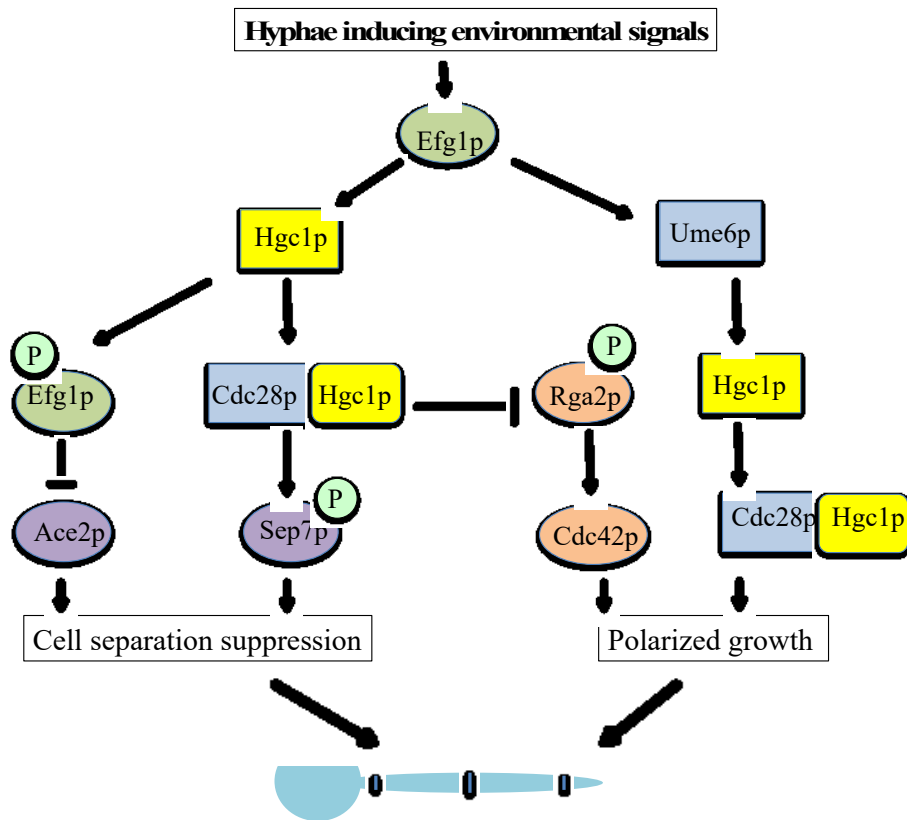 Hyphae inducing environmental signals
Efg1p
Hgc1p
Ume6p
P
Efg1p
Cdc28p
Hgc1p
P
Rga2p
Hgc1p
Ace2p
P
Sep7p
Cdc42p
Cdc28p
Hgc1p
Cell separation suppression
Polarized growth